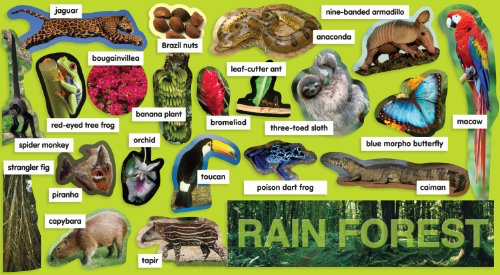 jaguar
Brazil nuts
anaconda
nine-banded armadillo
bougainvillea
leaf-cutter ant
red-eyed tree frog
banana plant
bromeliad
three-toed sloth
macaw
spider monkey
orchid
blue morpho butterfly
strangler fig
piranha
toucan
poison dart frog
caiman
capybara
tapir
RAIN FOREST